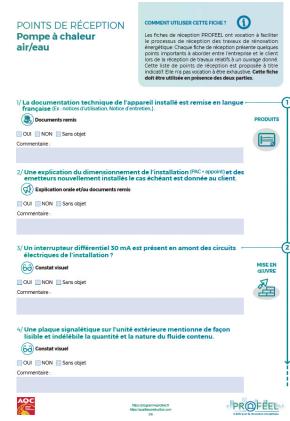 POINTS DE RÉCEPTION
Pompe à chaleur
air/eau
COMMENT UTILISER CETTE FICHE ?
Les fiches de réception PROFEEL ont vocation à faciliter
le processus de réception des travaux de rénovation
énergétique. Chaque fiche de réception présente quelques
points importants à aborder entre l'entreprise et le client
lors de la réception de travaux relatifs à un ouvrage donné.
Cette liste de points de réception est proposée à titre
indicatif. Elle n'a pas vocation à être exhaustive. Cette fiche
doit être utilisée en présence des deux parties.
1/ La documentation technique de l'appareil installé est remise en langue
française (Ex : notices d'utilisation, Notice d'entretien,).
1
Documents remis
PRODUITS
OUI NON Sans objet
Commentaire :
2/ Une explication du dimensionnement de l'installation (PAC + appoint) et des
émetteurs nouvellement installés le cas échéant est donnée au client.
Explication orale et/ou documents remis
OUI NON Sans objet
Commentaire :
3/ Un interrupteur différentiel 30 mA est présent en amont des circuits
électriques de l'installation ?
2
Constat visuel
MISE EN
ŒUVRE
OUI NON Sans objet
Commentaire :
4/ Une plaque signalétique sur l'unité extérieure mentionne de façon
lisible et indélébile la quantité et la nature du fluide contenu.
Constat visuel
OUI NON Sans objet
Commentaire :
AQC
PROFEEL